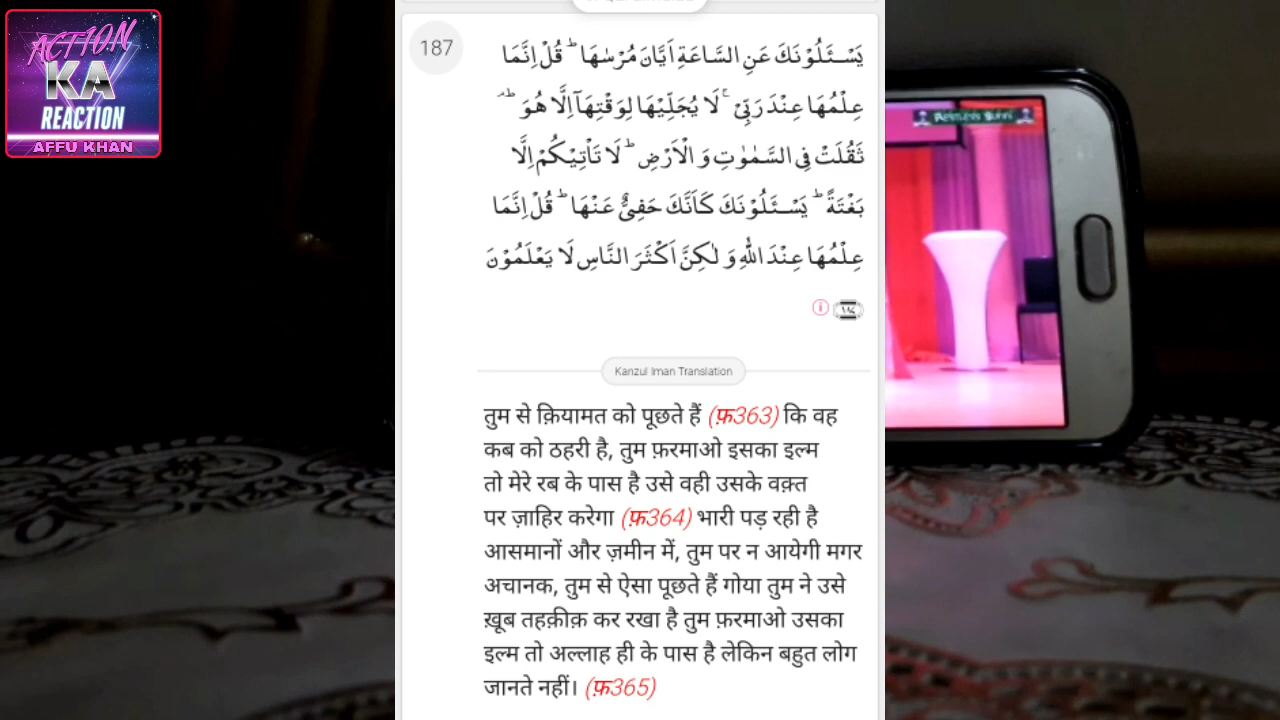 ACTION
KA
REACTION
AFFU KHAN
187
یَسْـَٔلُوْنَكَ عَنِ السَّاعَةِ اَیَّانَ مُرْسٰىهَاؕ قُلْ اِنَّمَا
عِلْمُهَا عِنْدَ رَبِّیْۚ لَا یُجَلِّیْهَا لِوَقْتِهَاۤ اِلَّا هُوَﲪ
ثَقُلَتْ فِی السَّمٰوٰتِ وَ الْاَرْضِؕ لَا تَاْتِیْكُمْ اِلَّا
بَغْتَةًؕ یَسْـَٔلُوْنَكَ كَاَنَّكَ حَفِیٌّ عَنْهَاؕ قُلْ اِنَّمَا
عِلْمُهَا عِنْدَ اللّٰهِ وَ لٰكِنَّ اَكْثَرَ النَّاسِ لَا یَعْلَمُوْنَ
۱۸۷ i
Kanzul Iman Translation
तुम से क़ियामत को पूछते हैं (फ़363) कि वह
कब को ठहरी है, तुम फ़रमाओ इसका इल्म
तो मेरे रब के पास है उसे वही उसके वक़्त
पर ज़ाहिर करेगा (फ़364) भारी पड़ रही है
आसमानों और ज़मीन में, तुम पर न आयेगी मगर
अचानक, तुम से ऐसा पूछते हैं गोया तुम ने उसे
ख़ूब तहक़ीक़ कर रखा है तुम फ़रमाओ उसका
इल्म तो अल्लाह ही के पास है लेकिन बहुत लोग
जानते नहीं। (फ़365)